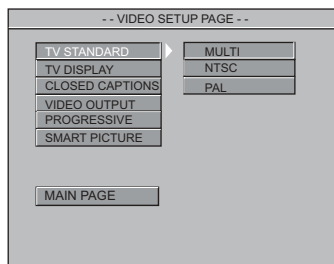 - - VIDEO SETUP PAGE - -
TV STANDARD
TV DISPLAY
CLOSED CAPTIONS
VIDEO OUTPUT
PROGRESSIVE
SMART PICTURE
MULTI
NTSC
PAL
MAIN PAGE